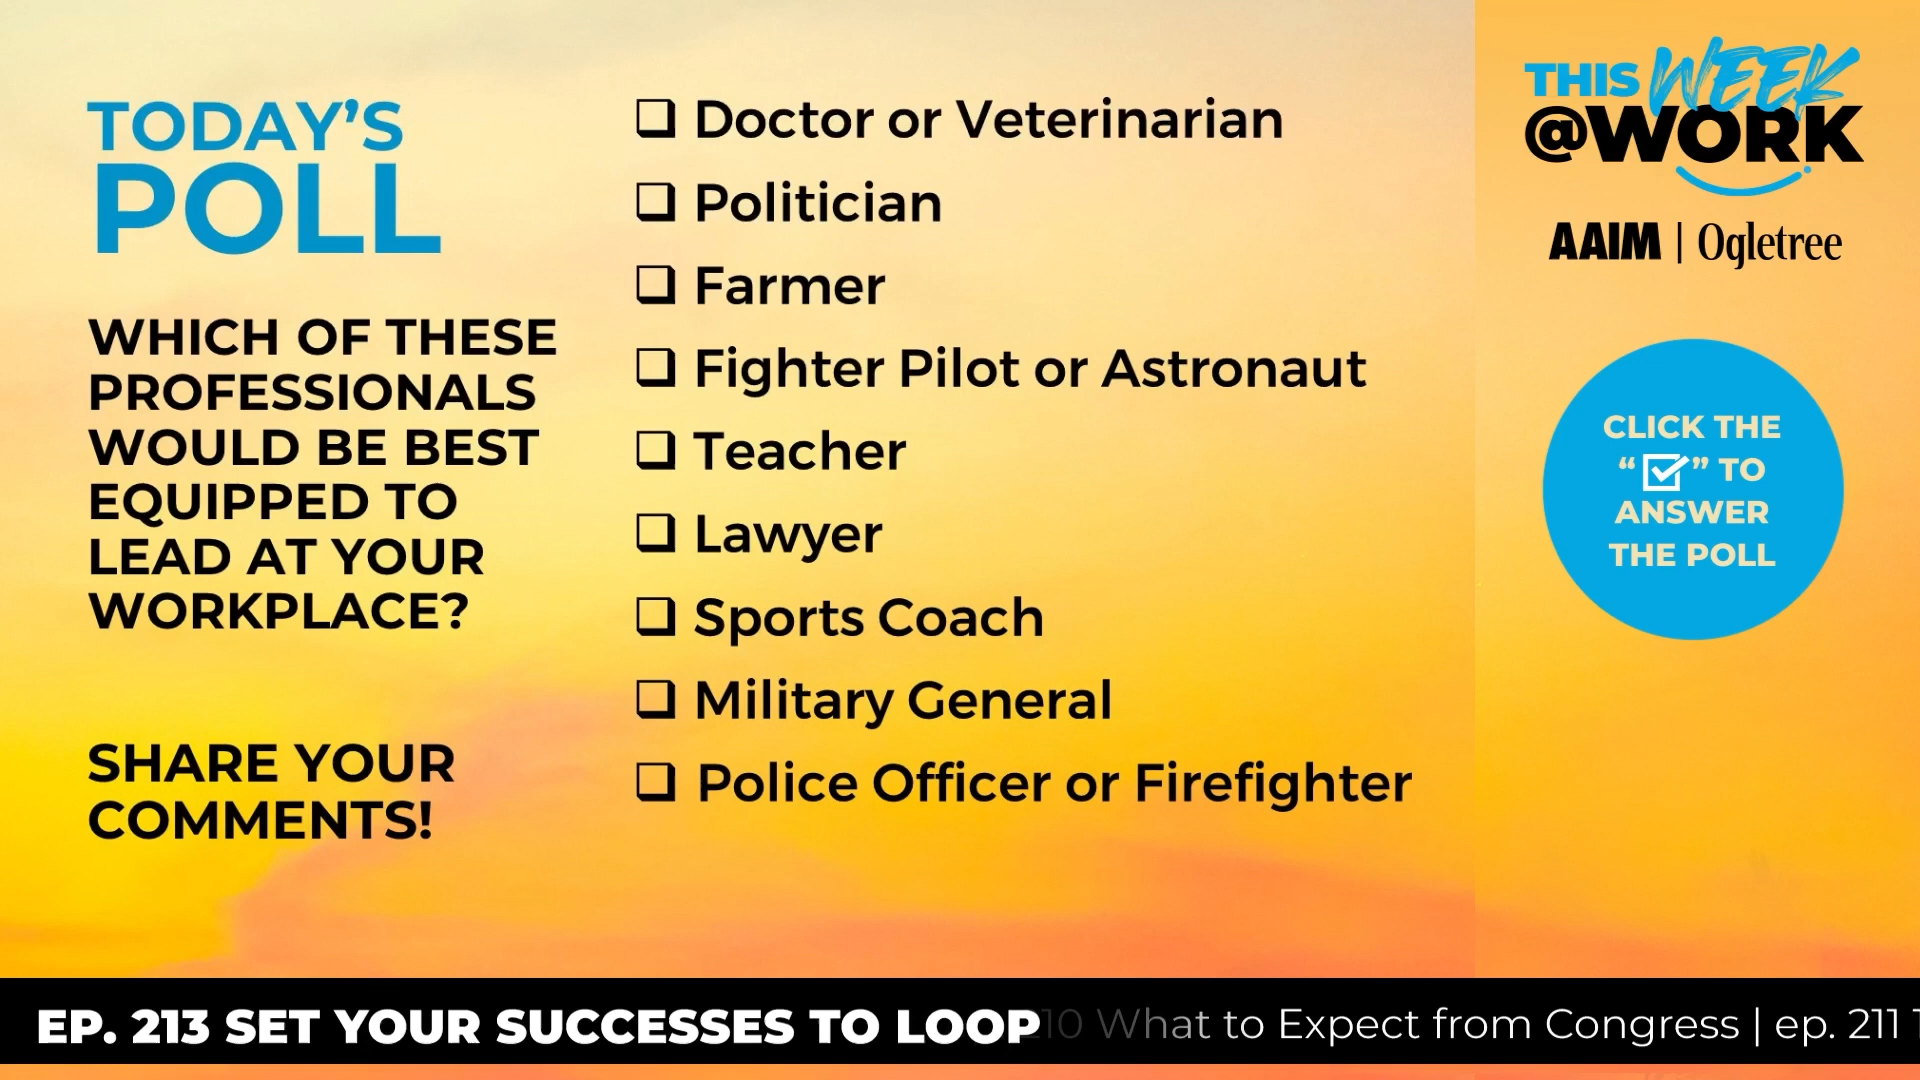 TODAY'S
POLL
WHICH OF THESE
PROFESSIONALS
WOULD BE BEST
EQUIPPED TO
LEAD AT YOUR
WORKPLACE?
SHARE YOUR
COMMENTS!
Doctor or Veterinarian
Politician
Farmer
Fighter Pilot or Astronaut
Teacher
Lawyer
Sports Coach
Military General
Police Officer or Firefighter
THIS WEEK
@WORK
AAIM | Ogletree
CLICK THE
“☑” TO
ANSWER
THE POLL
EP. 213 SET YOUR SUCCESSES TO LOOP
10 What to Expect from Congress | ep. 211